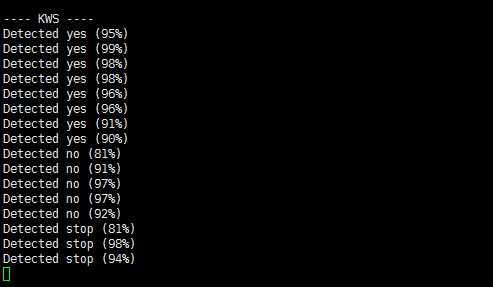 ---- KWS ----
Detected yes (95%)
Detected yes (99%)
Detected yes (98%)
Detected yes (98%)
Detected yes (96%)
Detected yes (96%)
Detected yes (91%)
Detected yes (90%)
Detected no (81%)
Detected no (91%)
Detected no (97%)
Detected no (97%)
Detected no (92%)
Detected stop (81%)
Detected stop (98%)
Detected stop (94%)